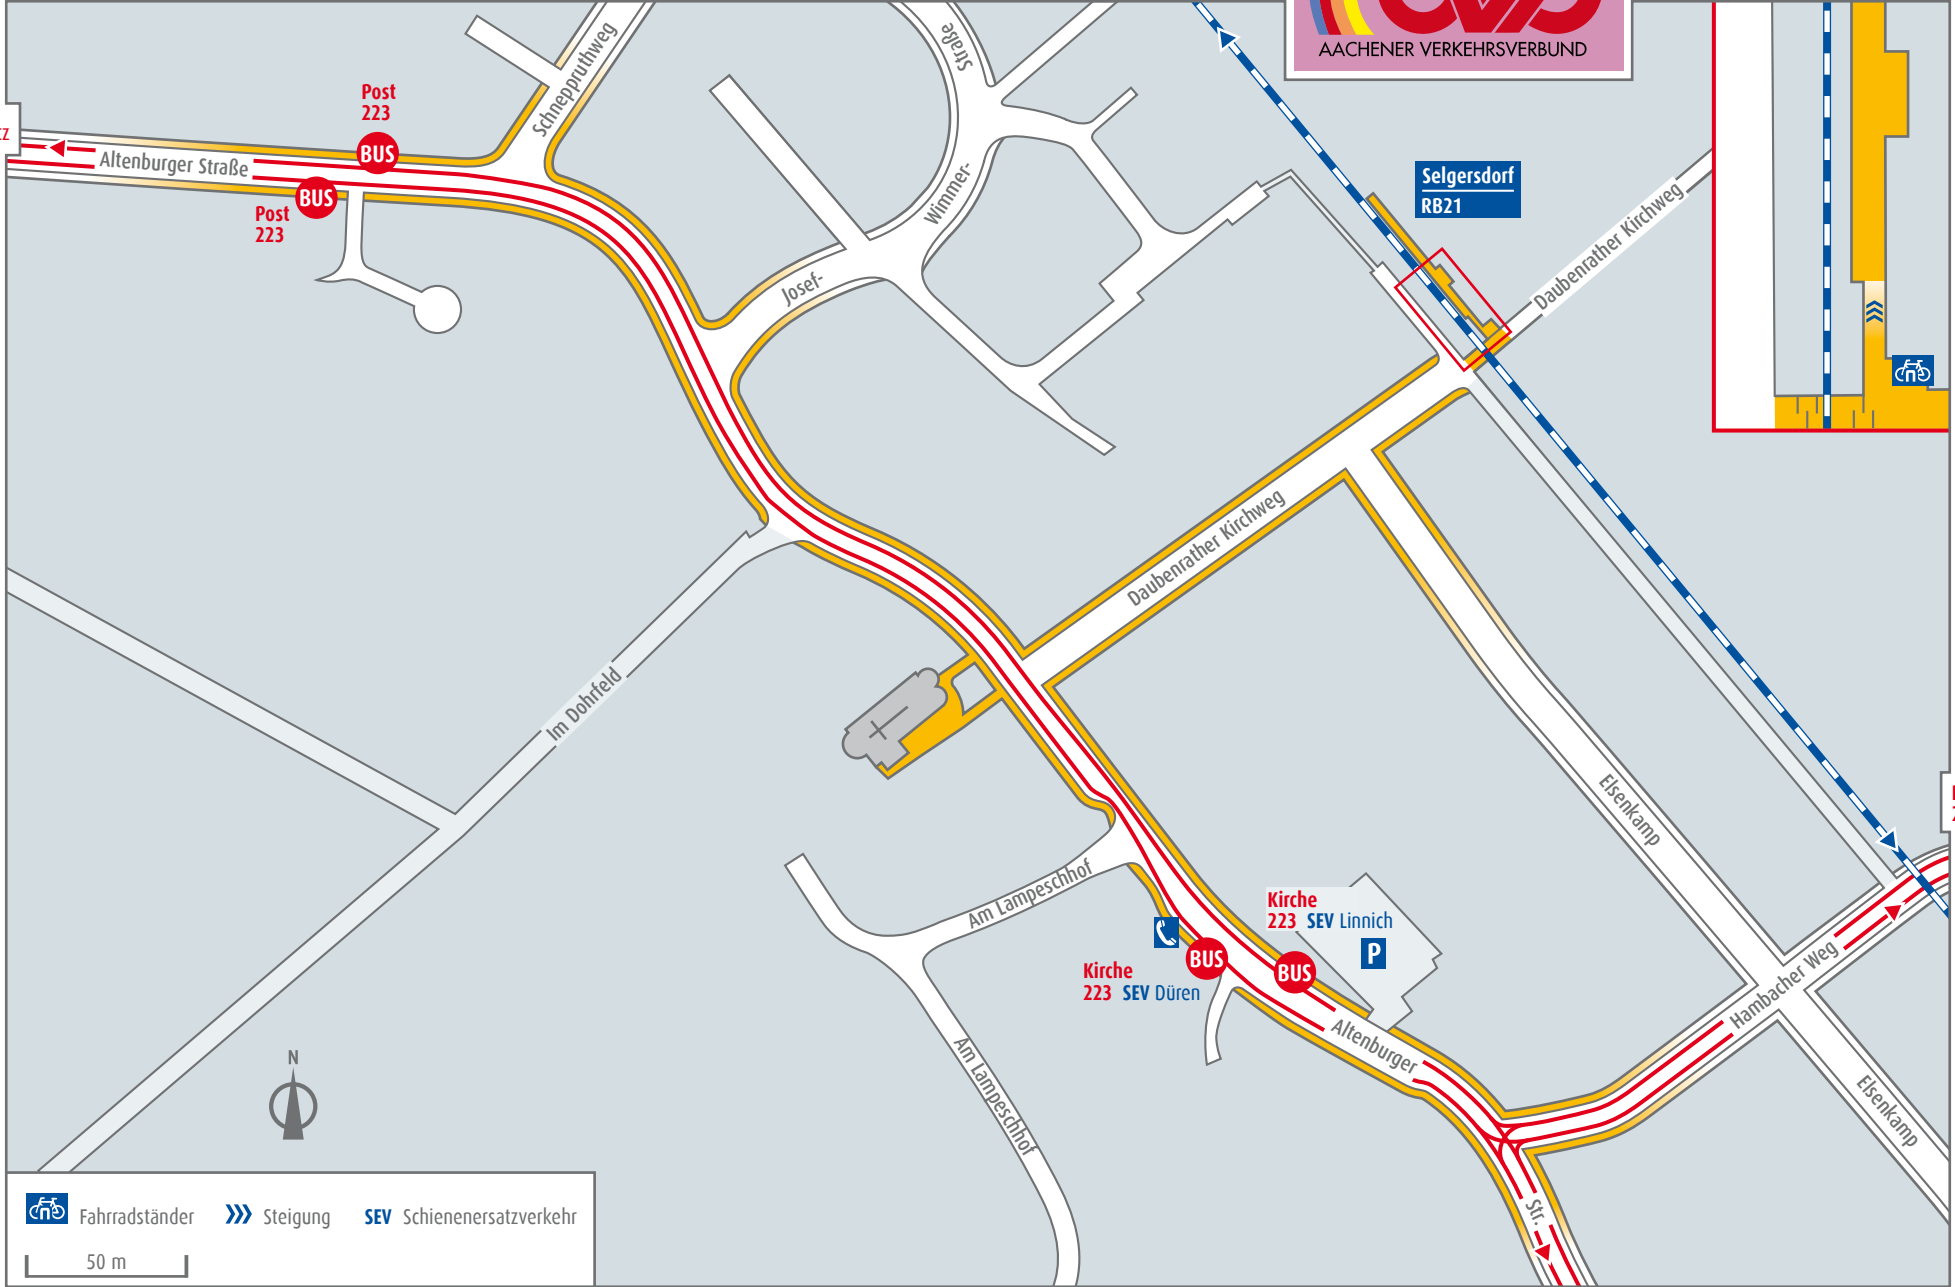 AACHENER VERKEHRSVERBUND
Schneppruthweg
Straße
Post
223
Altenburger Straße
BUS
BUS
Post
223
Wimmer-
Josef-
Selgersdorf
RB21
Daubenrather Kirchweg
Daubenrather Kirchweg
Im Dohrfeld
Elsenkamp
Am Lampeschhof
Kirche
223 SEV Linnich
P
BUS
BUS
Kirche
223 SEV Düren
Hambacher Weg
Altenburger
Am Lampeschhof
Elsenkamp
Str.
N
Fahrradständer
Steigung
SEV Schienenersatzverkehr
50 m